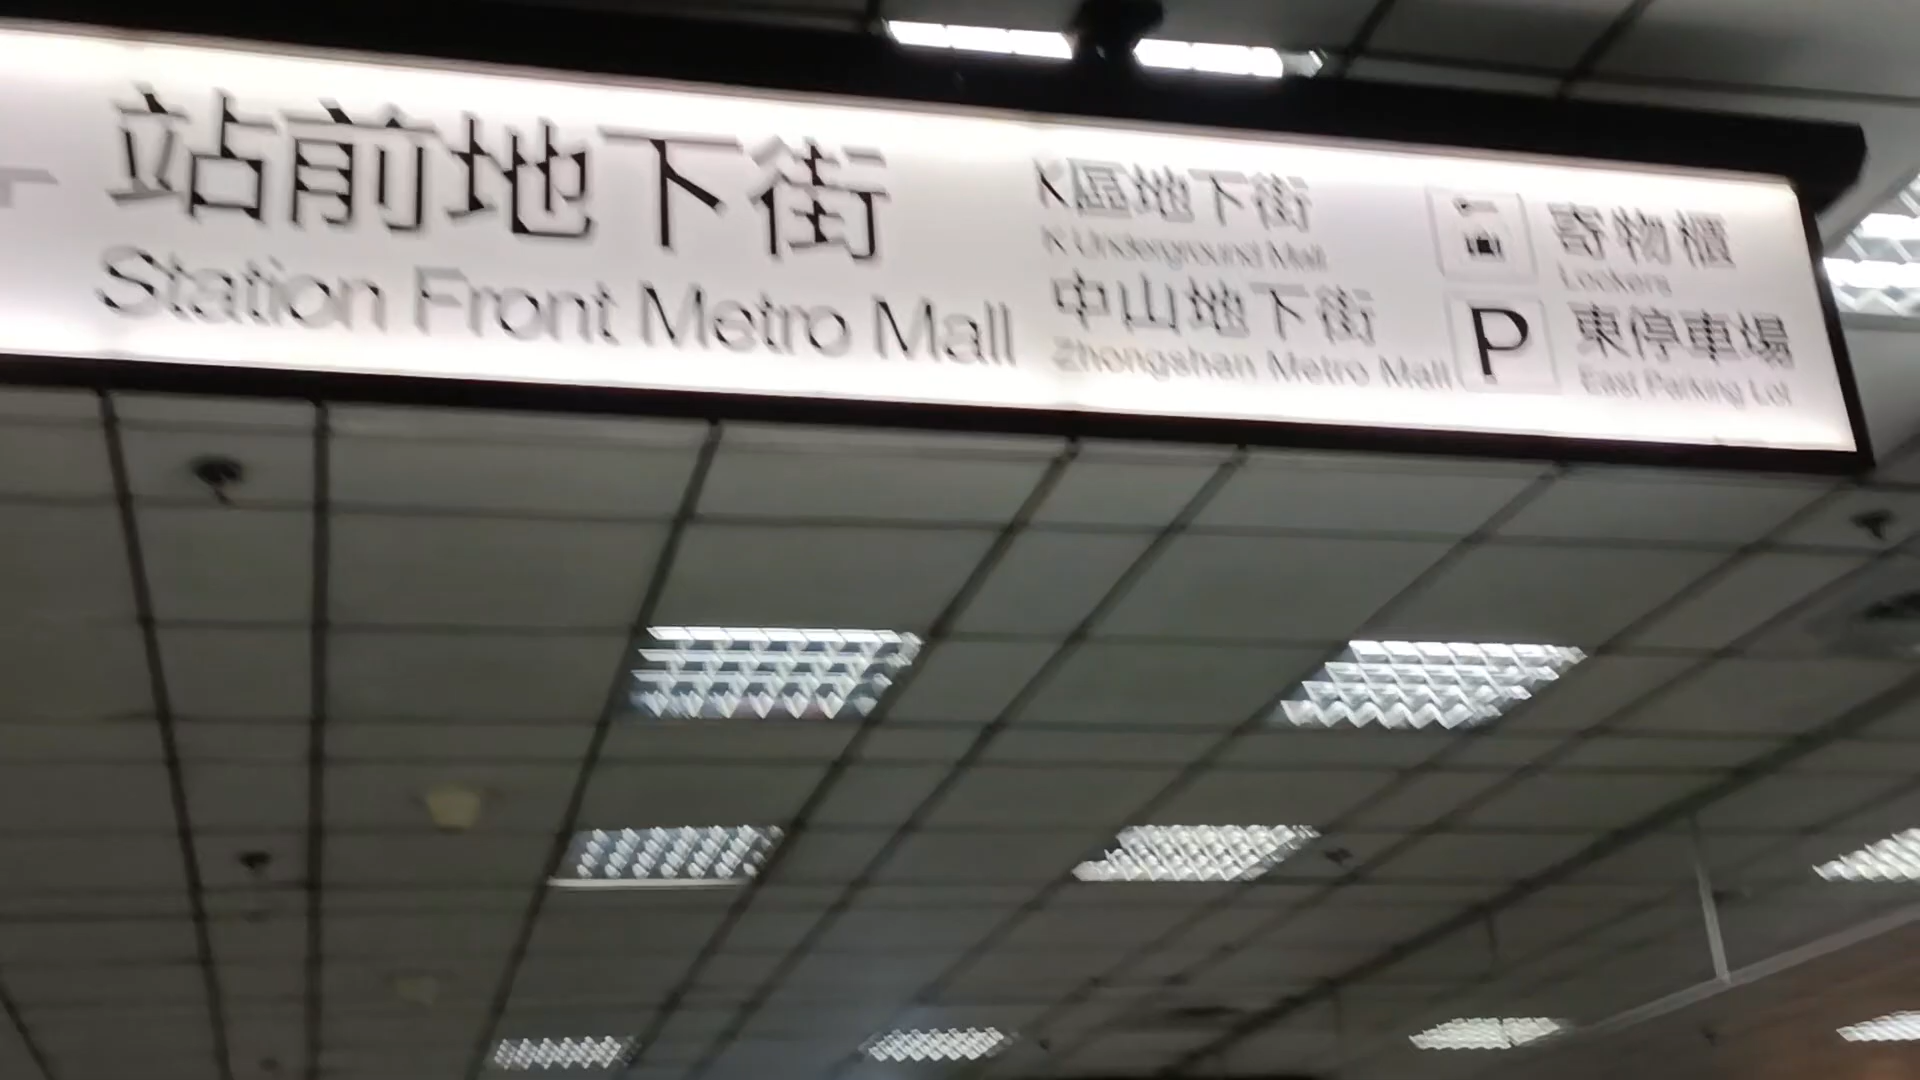 站前地下街
Station Front Metro Mall
K區地下街
K Underground Mall
中山地下街
Zhongshan Metro Mall
寄物櫃
Lockers
P
東停車場
East Parking Lot